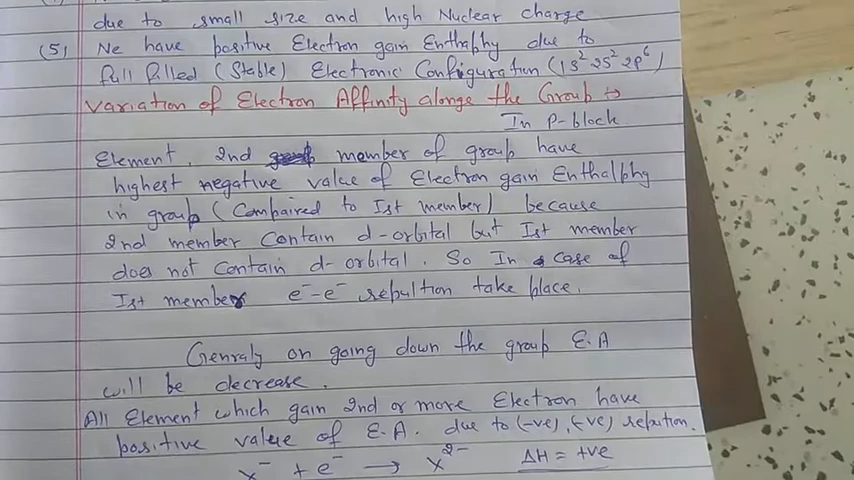 due to small size and high Nuclear charge
(5) Ne have positive Electron gain Enthalphy due to
full filled (Stable) Electronic Configuration (1s² 2s² 2p⁶)
Variation of Electron Affinity alonge the Group →
In P-block
Element, 2nd member of group have
highest negative value of Electron gain Enthalphy
in group (Compaired to Ist member) because
2nd member Contain d-orbital but Ist member
does not Contain d-orbital. So In case of
Ist member e⁻-e⁻ repultion take place.
Genraly on going down the group E.A
will be decrease.
All Element which gain 2nd or more Electron have
positive value of E.A. due to (-ve), (-ve) repution.
x⁻ + e⁻ → x²⁻ ΔH = +ve